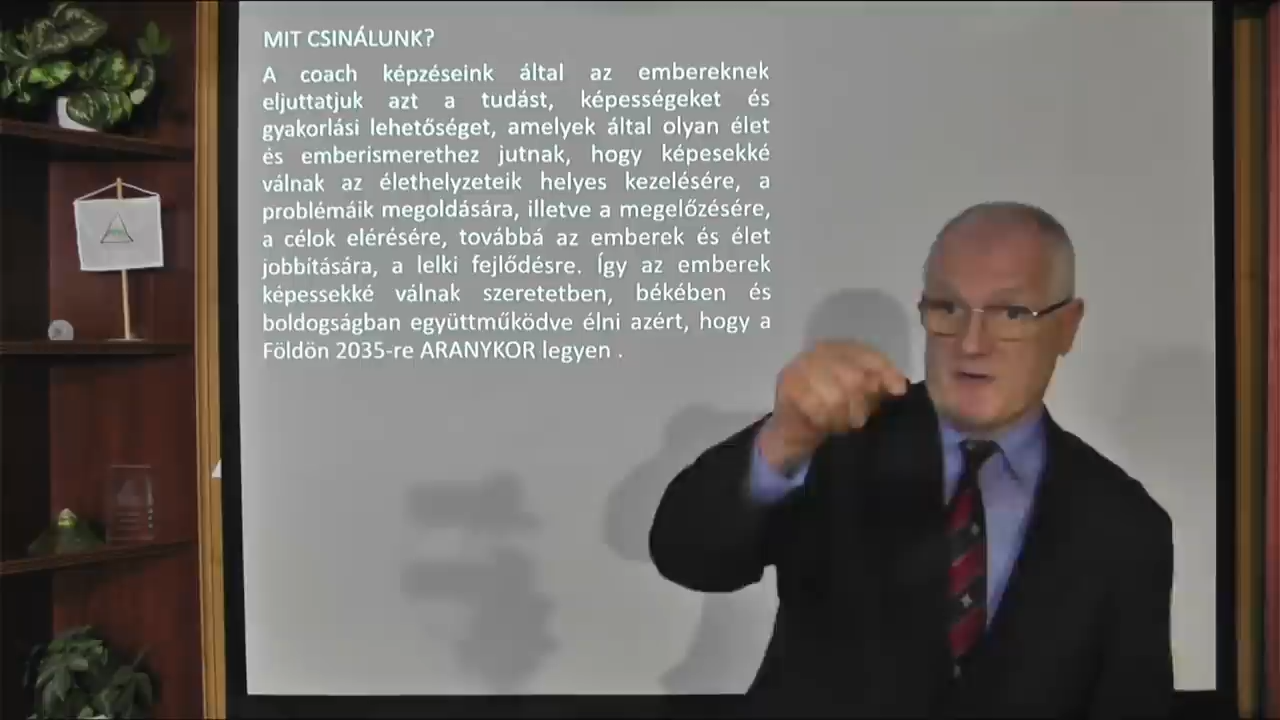 MIT CSINÁLUNK?
A coach képzéseink által az embereknek
eljuttatjuk azt a tudást, képességeket és
gyakorlási lehetőséget, amelyek által olyan élet
és emberismerethez jutnak, hogy képesekké
válnak az élethelyzeteik helyes kezelésére, a
problémáik megoldására, illetve a megelőzésére,
a célok elérésére, továbbá az emberek és élet
jobbítására, a lelki fejlődésre. Így az emberek
képessekké válnak szeretetben, békében és
boldogságban együttműködve élni azért, hogy a
Földön 2035-re ARANYKOR legyen .